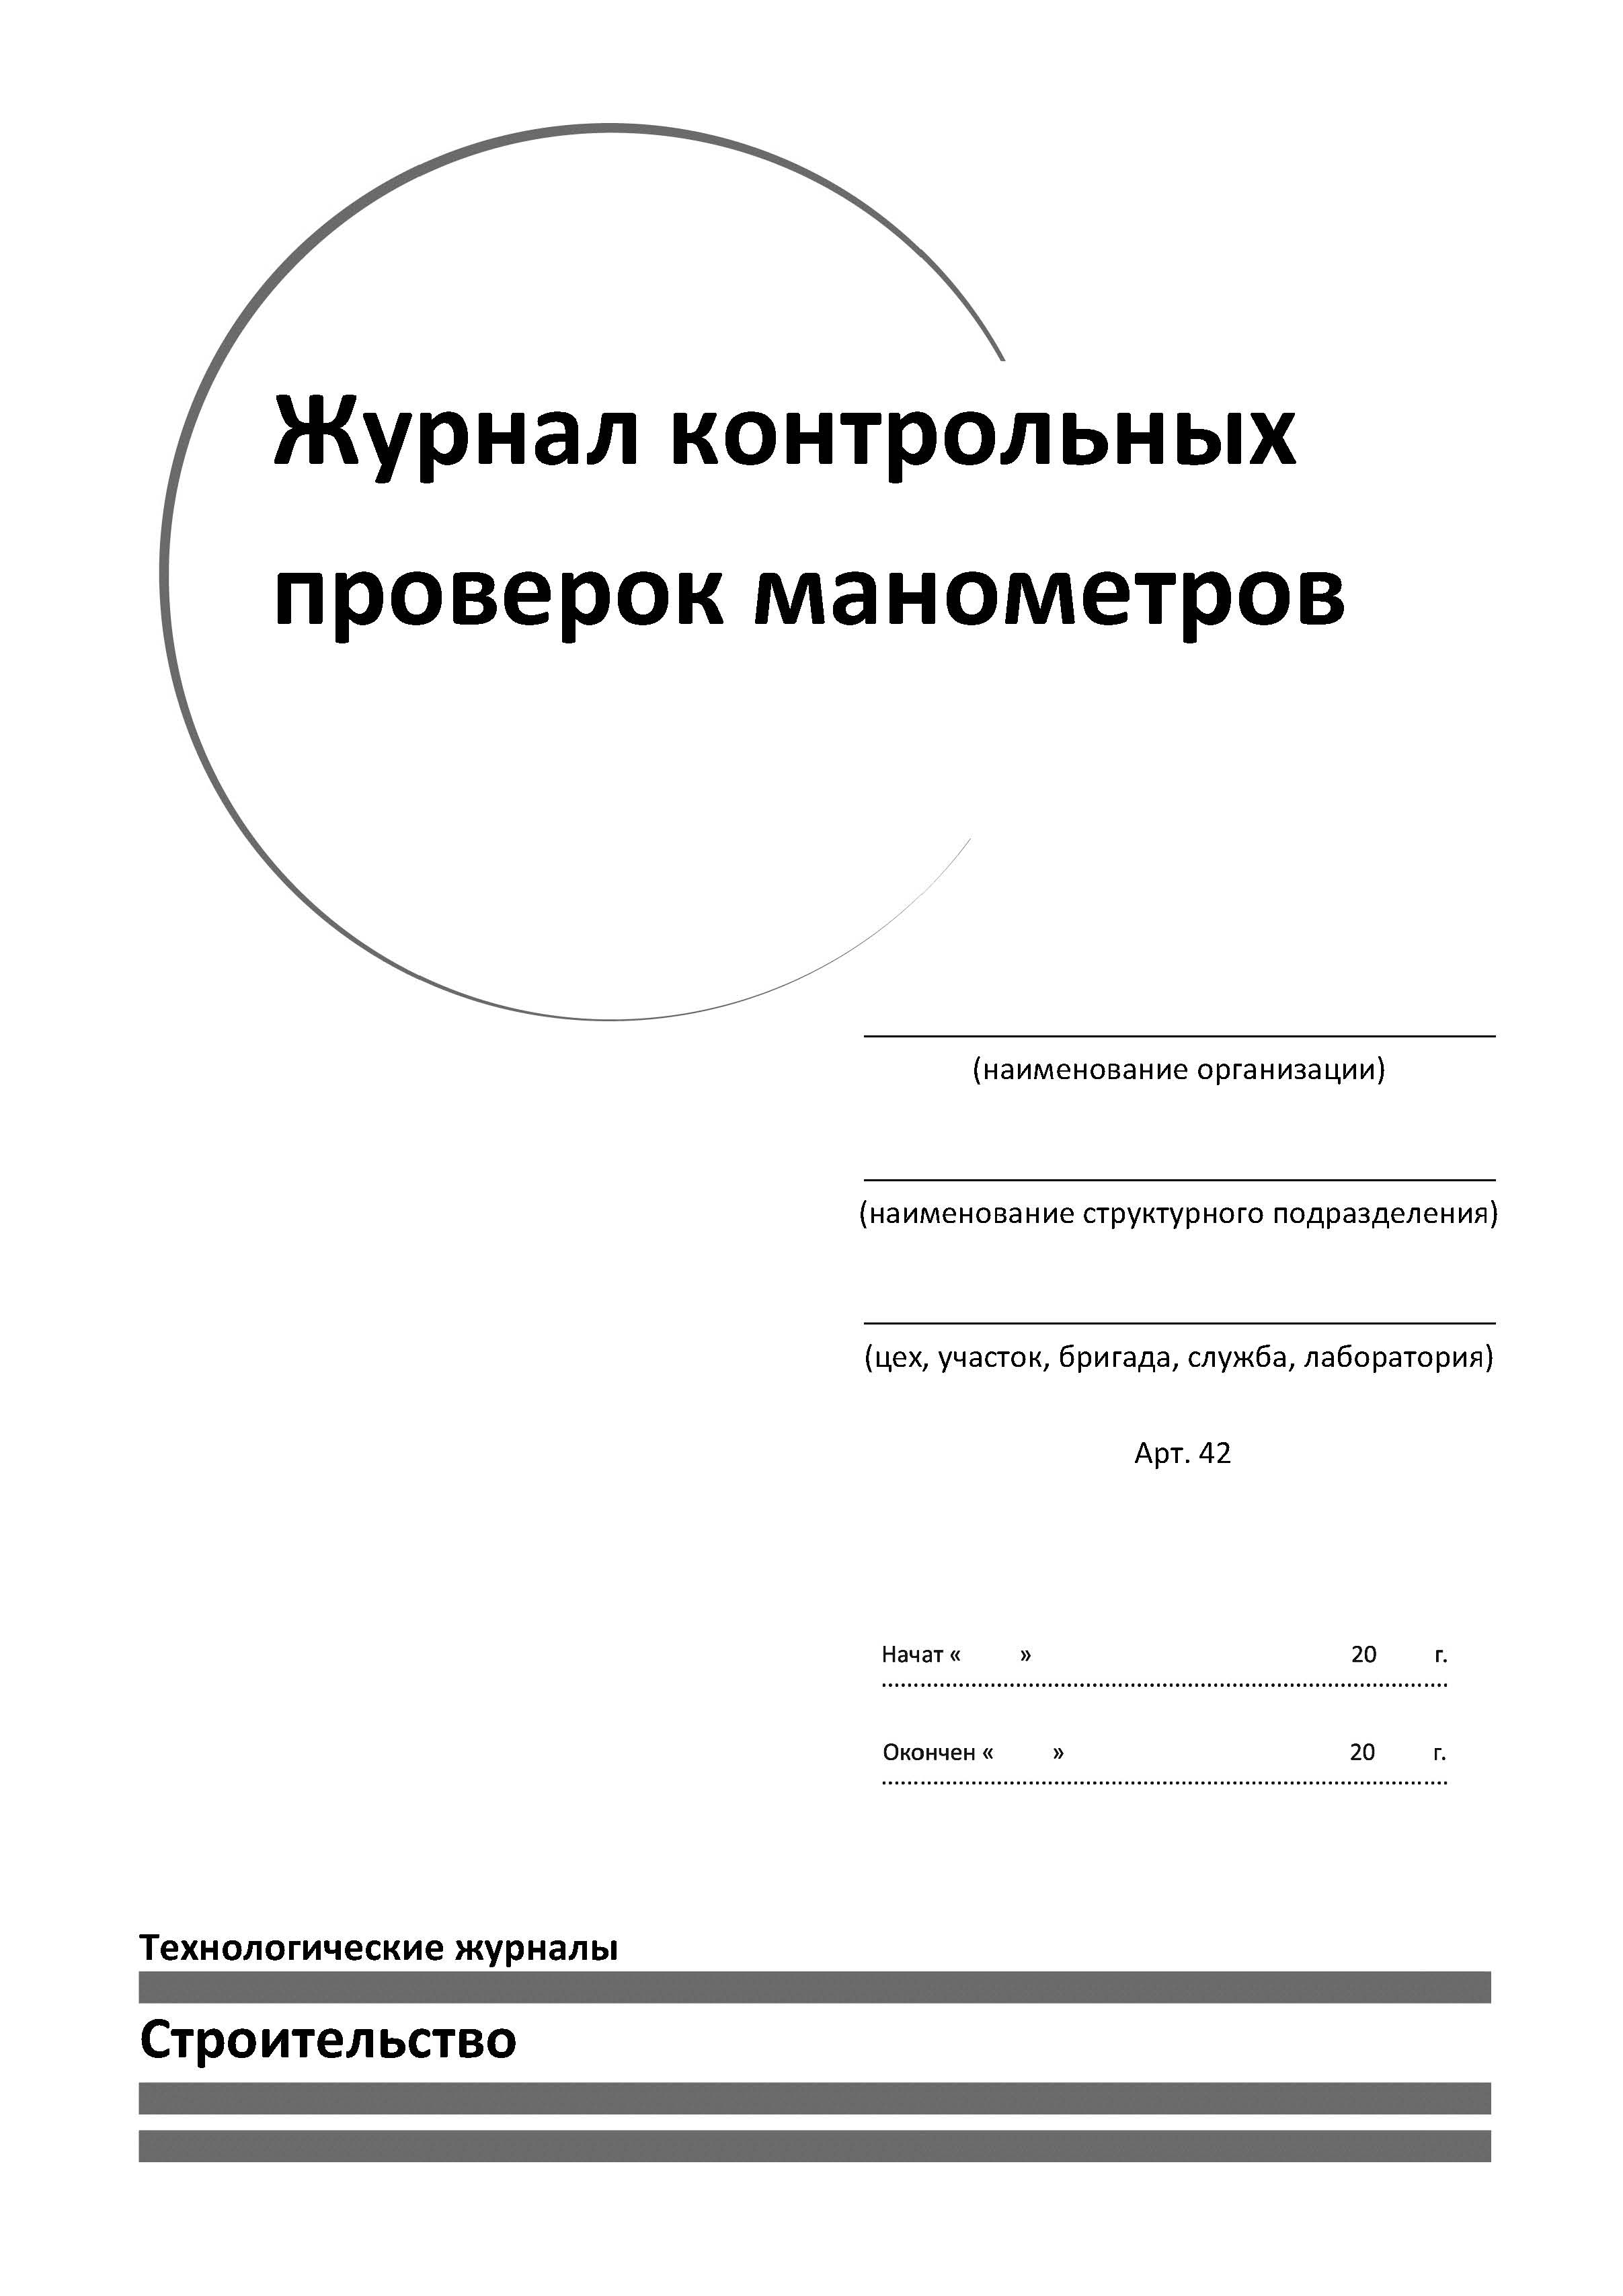 Журнал контрольных
проверок манометров
(наименование организации)
(наименование структурного подразделения)
(цех, участок, бригада, служба, лаборатория)
Арт. 42
Начат « » 20 г.
Окончен « » 20 г.
Технологические журналы
Строительство